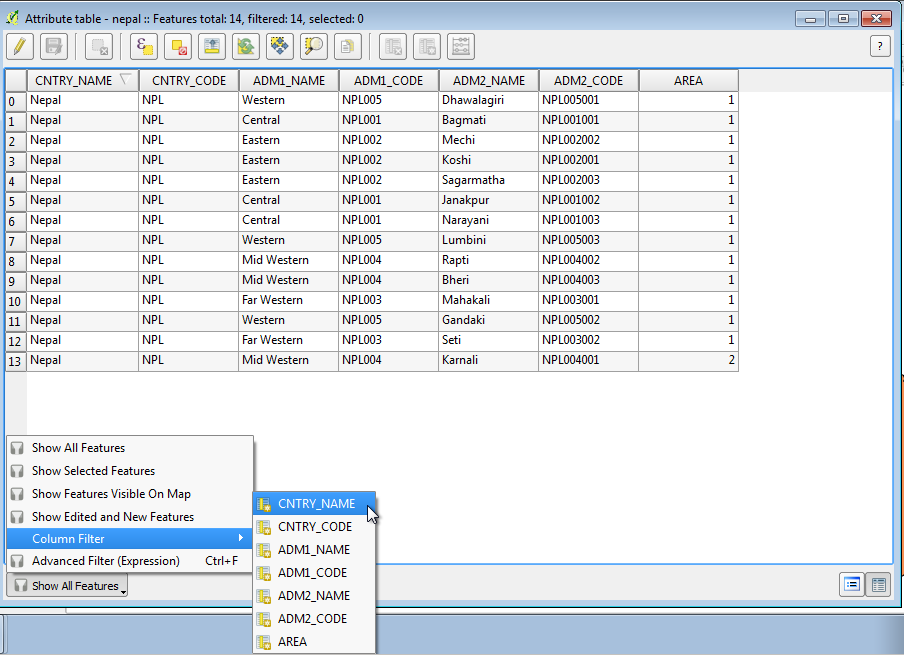 Attribute table - nepal :: Features total: 14, filtered: 14, selected: 0
?
CNTRY_NAME CNTRY_CODE ADM1_NAME ADM1_CODE ADM2_NAME ADM2_CODE AREA
0 Nepal NPL Western NPL005 Dhawalagiri NPL005001 1
1 Nepal NPL Central NPL001 Bagmati NPL001001 1
2 Nepal NPL Eastern NPL002 Mechi NPL002002 1
3 Nepal NPL Eastern NPL002 Koshi NPL002001 1
4 Nepal NPL Eastern NPL002 Sagarmatha NPL002003 1
5 Nepal NPL Central NPL001 Janakpur NPL001002 1
6 Nepal NPL Central NPL001 Narayani NPL001003 1
7 Nepal NPL Western NPL005 Lumbini NPL005003 1
8 Nepal NPL Mid Western NPL004 Rapti NPL004002 1
9 Nepal NPL Mid Western NPL004 Bheri NPL004003 1
10 Nepal NPL Far Western NPL003 Mahakali NPL003001 1
11 Nepal NPL Western NPL005 Gandaki NPL005002 1
12 Nepal NPL Far Western NPL003 Seti NPL003002 1
13 Nepal NPL Mid Western NPL004 Karnali NPL004001 2
Show All Features
Show Selected Features
Show Features Visible On Map
Show Edited and New Features
Column Filter
Advanced Filter (Expression) Ctrl+F
Show All Features
CNTRY_NAME
CNTRY_CODE
ADM1_NAME
ADM1_CODE
ADM2_NAME
ADM2_CODE
AREA